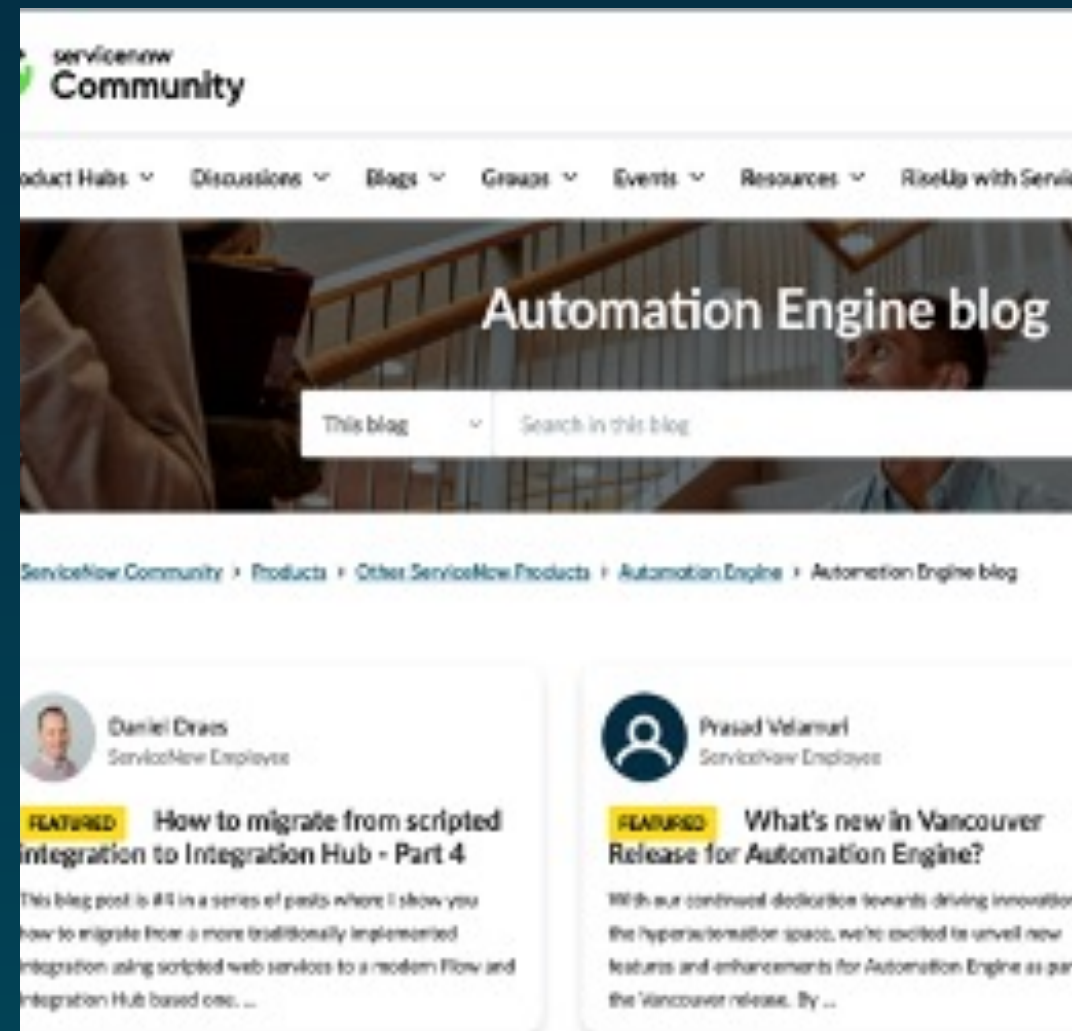 servicenow
Community
oduct Hubs Discussions Blogs Groups Events Resources RiseUp with Servic
Automation Engine blog
This blog Search in this blog
ServiceNow Community › Products › Other ServiceNow Products › Automation Engine › Automation Engine blog
Daniel Draes
ServiceNow Employee
FEATURED How to migrate from scripted
integration to Integration Hub - Part 4
This blog post is #4 in a series of posts where I show you
how to migrate from a more traditionally implemented
integration using scripted web services to a modern Flow and
Integration Hub based one. ...
Prasad Velamuri
ServiceNow Employee
FEATURED What's new in Vancouver
Release for Automation Engine?
With our continued dedication towards driving innovation
the hyperautomation space, we're excited to unveil new
features and enhancements for Automation Engine as par
the Vancouver release. By ...